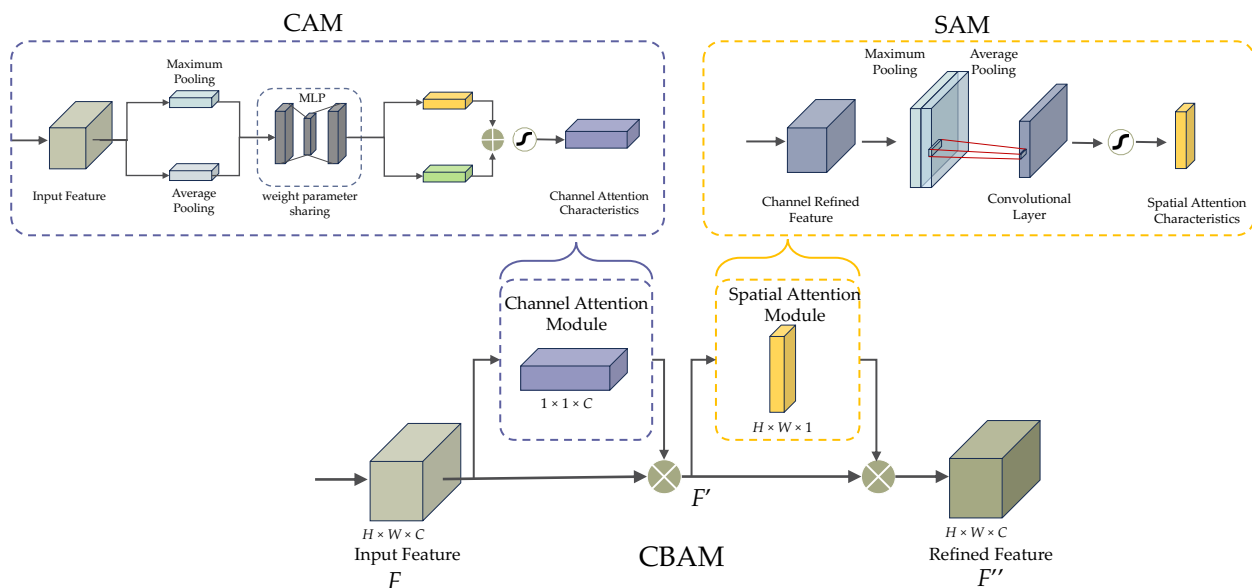 CAM
SAM
Maximum
Pooling
MLP
Input Feature
Average
Pooling
weight parameter
sharing
Channel Attention
Characteristics
Maximum
Pooling
Average
Pooling
Channel Refined
Feature
Convolutional
Layer
Spatial Attention
Characteristics
Channel Attention
Module
1 × 1 × C
Spatial Attention
Module
H × W × 1
H × W × C
Input Feature
F
F'
CBAM
H × W × C
Refined Feature
F''